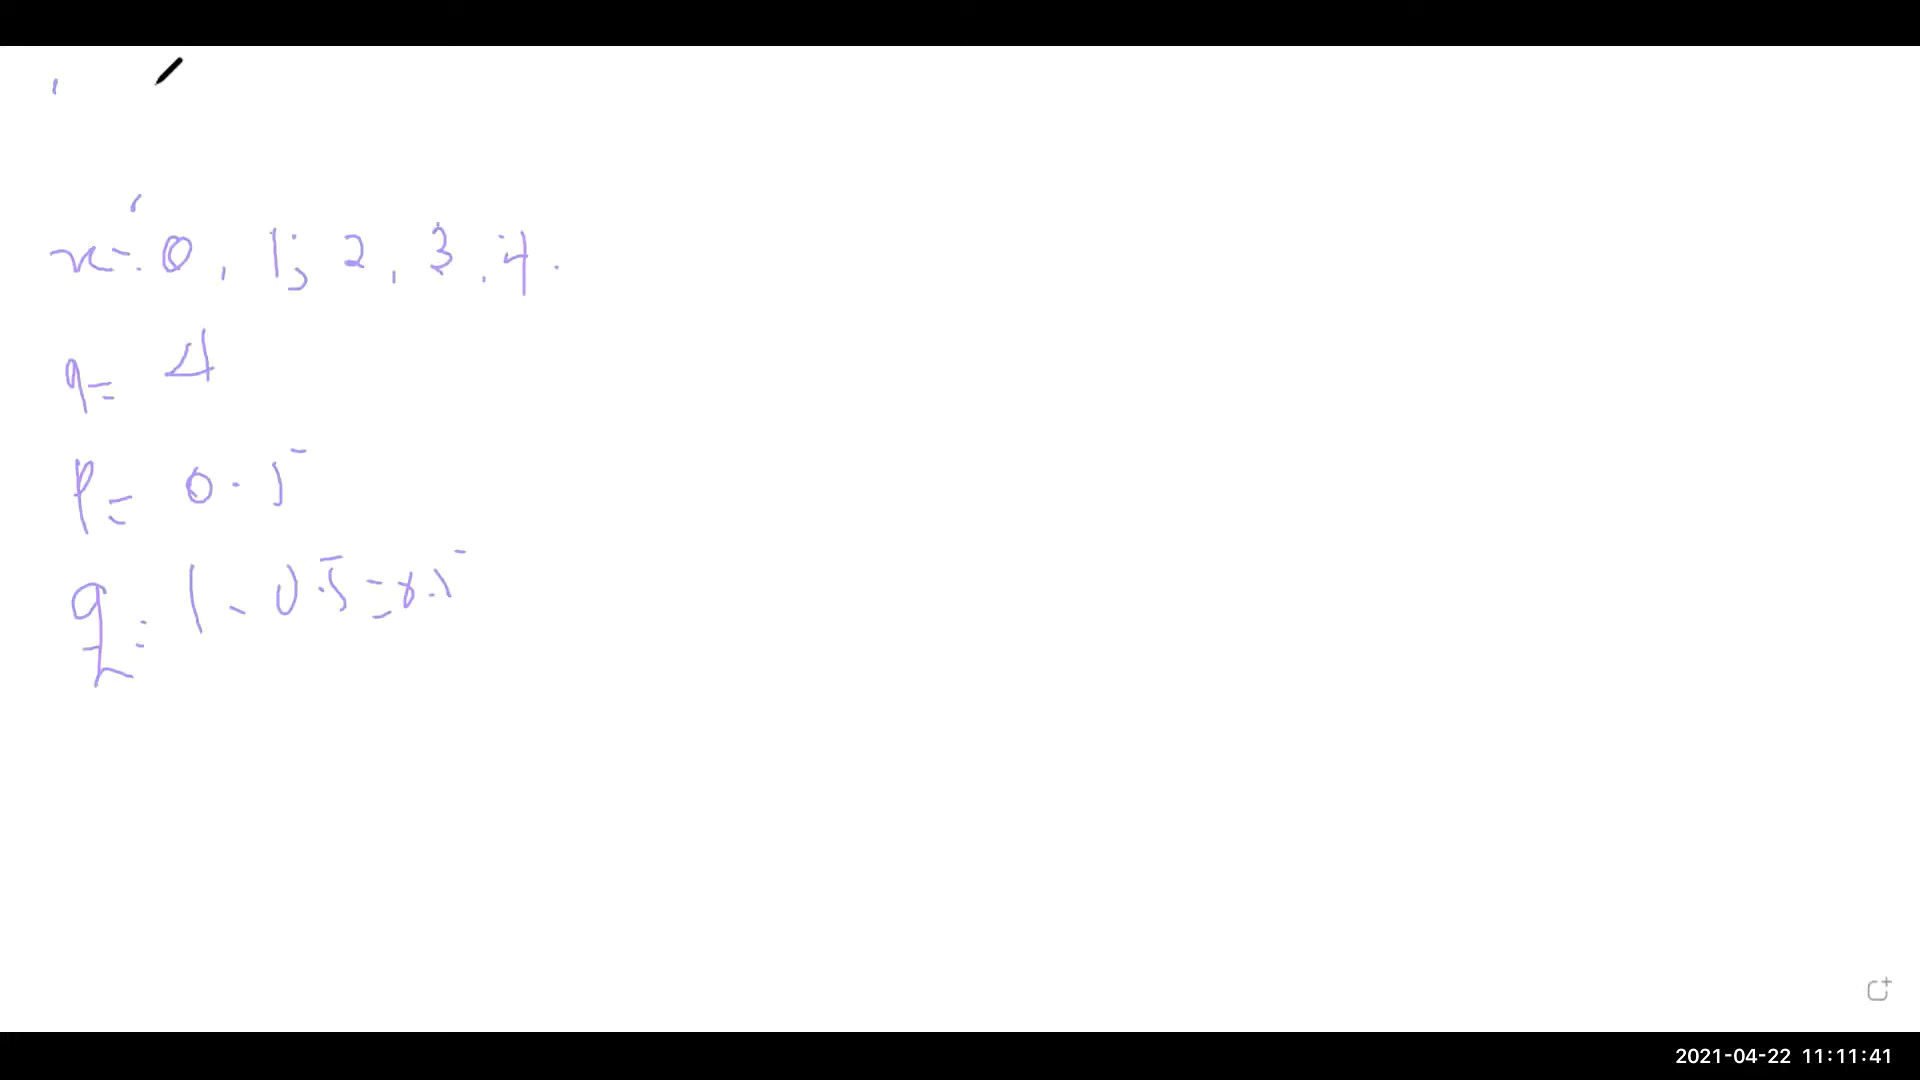 x = 0, 1, 2, 3, 4.
n = 4
p = 0.5
q = 1 - 0.5 = 0.5
2021-04-22 11:11:41